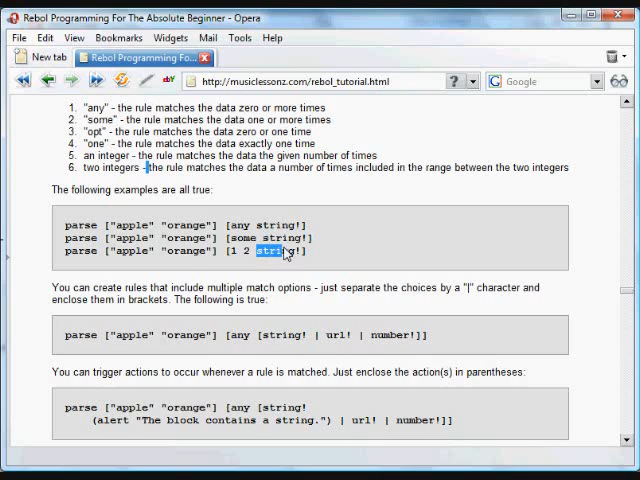 Rebol Programming For The Absolute Beginner - Opera
File Edit View Bookmarks Widgets Mail Tools Help
New tab Rebol Programming Fo...
http://musiclessonz.com/rebol_tutorial.html ? Google
1. "any" - the rule matches the data zero or more times
2. "some" - the rule matches the data one or more times
3. "opt" - the rule matches the data zero or one time
4. "one" - the rule matches the data exactly one time
5. an integer - the rule matches the data the given number of times
6. two integers - the rule matches the data a number of times included in the range between the two integers
The following examples are all true:
parse ["apple" "orange"] [any string!]
parse ["apple" "orange"] [some string!]
parse ["apple" "orange"] [1 2 string!]
You can create rules that include multiple match options - just separate the choices by a "|" character and
enclose them in brackets. The following is true:
parse ["apple" "orange"] [any [string! | url! | number!]]
You can trigger actions to occur whenever a rule is matched. Just enclose the action(s) in parentheses:
parse ["apple" "orange"] [any [string!
(alert "The block contains a string.") | url! | number!]]